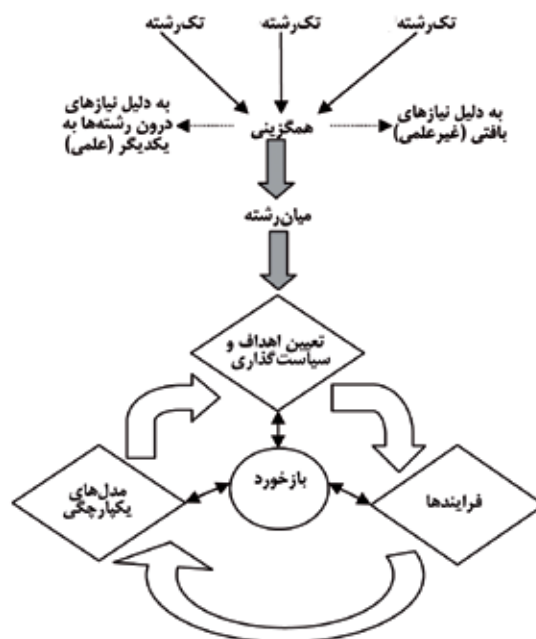 تک‌رشته تک‌رشته تک‌رشته
به دلیل نیازهای
بافتی (غیرعلمی)
همگزینی
به دلیل نیازهای
درون رشته‌ها به
یکدیگر (علمی)
میان‌رشته
تعیین اهداف و
سیاست‌گذاری
بازخورد
فرایندها
مدل‌های
یکپارچگی